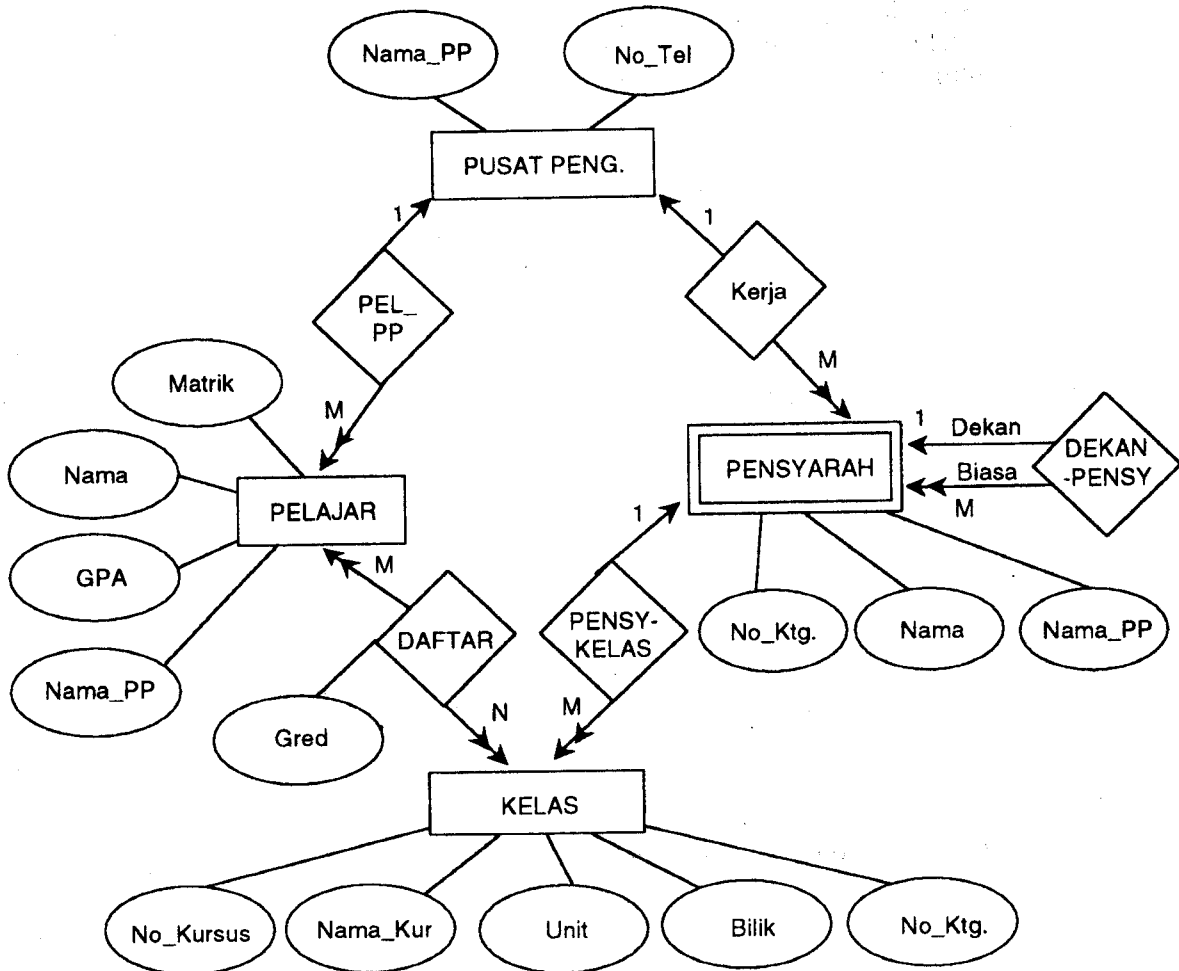 Nama_PP
No_Tel
PUSAT PENG.
1
1
PEL_
PP
Kerja
M
M
Matrik
Nama
GPA
Nama_PP
PELAJAR
PENSYARAH
1
Dekan
Biasa
M
DEKAN
-PENSY
M
1
DAFTAR
PENSY-
KELAS
No_Ktg.
Nama
Nama_PP
Gred
N
M
KELAS
No_Kursus
Nama_Kur
Unit
Bilik
No_Ktg.